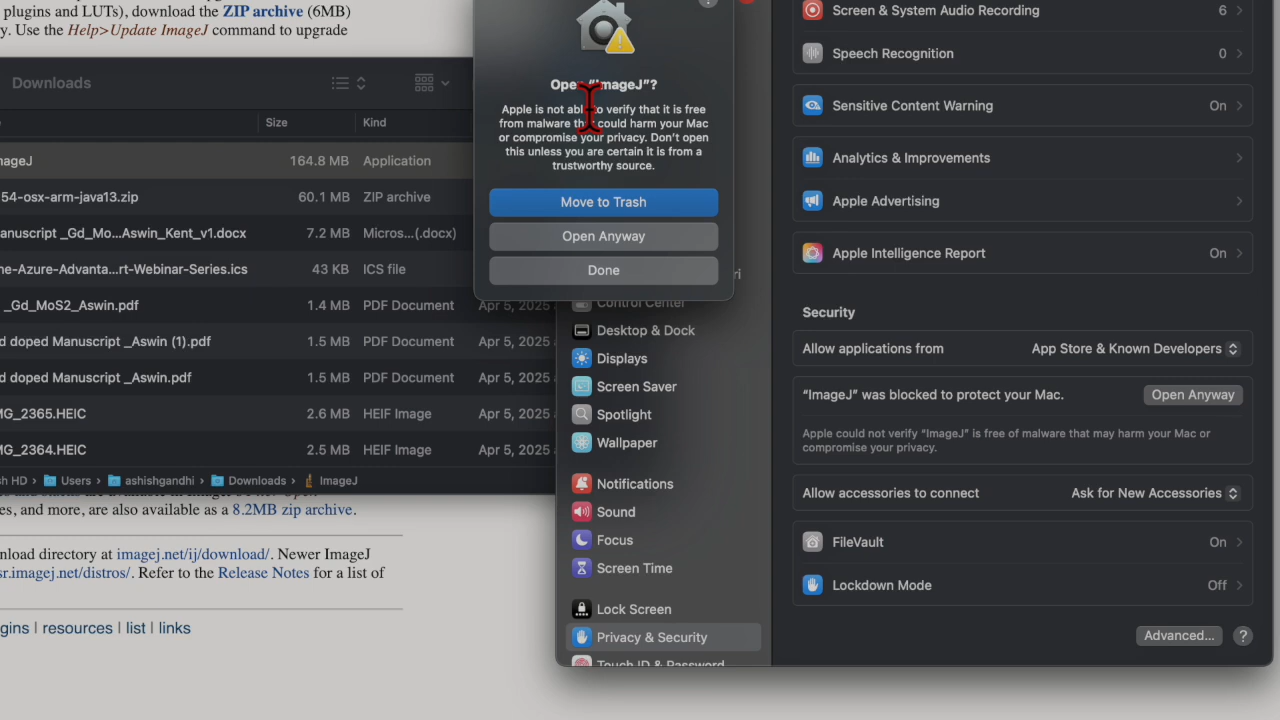 plugins and LUTs), download the ZIP archive (6MB)
y. Use the Help>Update ImageJ command to upgrade
Downloads
Size Kind
nageJ 164.8 MB Application
54-osx-arm-java13.zip 60.1 MB ZIP archive
anuscript _Gd_Mo...Aswin_Kent_v1.docx 7.2 MB Micros...(.docx)
ne-Azure-Advanta...rt-Webinar-Series.ics 43 KB ICS file
_Gd_MoS2_Aswin.pdf 1.4 MB PDF Document Apr 5, 2025
doped Manuscript _Aswin (1).pdf 1.5 MB PDF Document Apr 5, 2025
doped Manuscript _Aswin.pdf 1.5 MB PDF Document Apr 5, 2025
MG_2365.HEIC 2.6 MB HEIF Image Apr 5, 2025
MG_2364.HEIC 2.5 MB HEIF Image Apr 5, 2025
sh HD › Users › ashishgandhi › Downloads › ImageJ
es, and more, are also available as a 8.2MB zip archive.
nload directory at imagej.net/ij/download/. Newer ImageJ
sr.imagej.net/distros/. Refer to the Release Notes for a list of
gins | resources | list | links
?
Open “ImageJ”?
Apple is not able to verify that it is free
from malware that could harm your Mac
or compromise your privacy. Don’t open
this unless you are certain it is from a
trustworthy source.
Move to Trash
Open Anyway
Done
ri
Control Center
Desktop & Dock
Displays
Screen Saver
Spotlight
Wallpaper
Notifications
Sound
Focus
Screen Time
Lock Screen
Privacy & Security
Touch ID & Password
Screen & System Audio Recording 6
Speech Recognition 0
Sensitive Content Warning On
Analytics & Improvements
Apple Advertising
Apple Intelligence Report On
Security
Allow applications from App Store & Known Developers
“ImageJ” was blocked to protect your Mac. Open Anyway
Apple could not verify “ImageJ” is free of malware that may harm your Mac or
compromise your privacy.
Allow accessories to connect Ask for New Accessories
FileVault On
Lockdown Mode Off
Advanced... ?